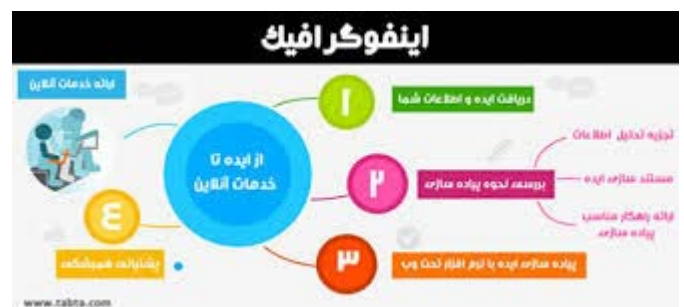 اینفوگرافیک
ارائه خدمات آنلاین
۱
دریافت ایده و اطلاعات شما
از ایده تا
خدمات آنلاین
۲
بررسی نحوه پیاده سازی
تجزیه تحلیل اطلاعات
مستند سازی ایده
ارائه راهکار مناسب
پیاده سازی
۳
پیاده سازی ایده با نرم افزار تحت وب
٤
پشتیبانی همیشگی
www.tabta.com